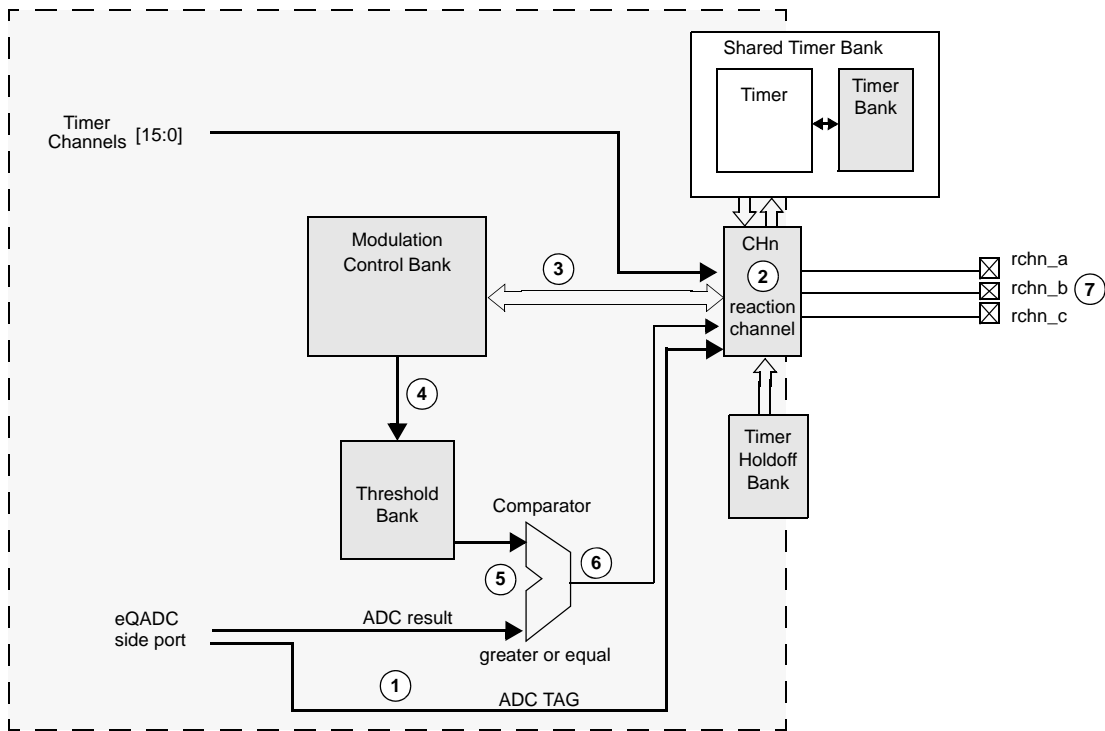 Shared Timer Bank
Timer
Timer
Bank
Timer
Channels [15:0]
Modulation
Control Bank
3
CHn
2
reaction
channel
rchn_a
rchn_b 7
rchn_c
4
Timer
Holdoff
Bank
Threshold
Bank
Comparator
5
6
eQADC
side port
ADC result
greater or equal
1
ADC TAG